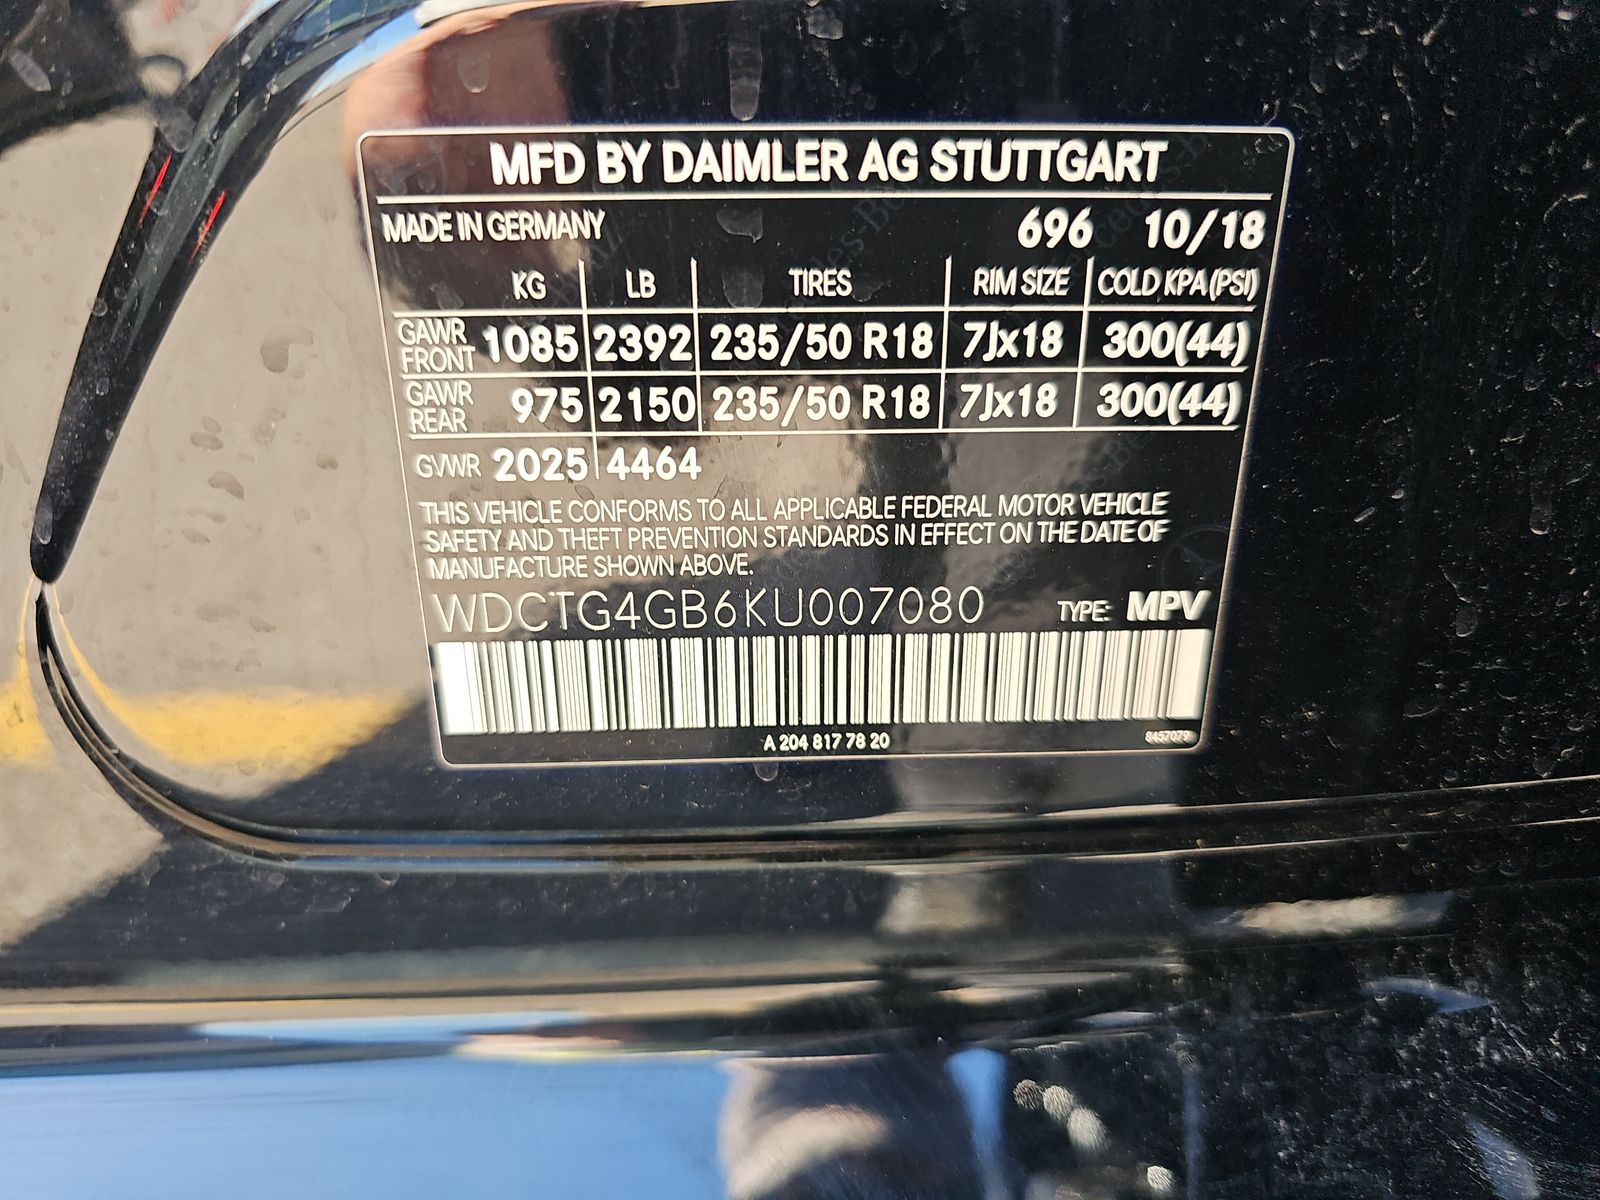 MFD BY DAIMLER AG STUTTGART
MADE IN GERMANY 696 10/18
KG LB TIRES RIM SIZE COLD KPA(PSI)
GAWR FRONT 1085 2392 235/50 R18 7Jx18 300(44)
GAWR REAR 975 2150 235/50 R18 7Jx18 300(44)
GVWR 2025 4464
THIS VEHICLE CONFORMS TO ALL APPLICABLE FEDERAL MOTOR VEHICLE
SAFETY AND THEFT PREVENTION STANDARDS IN EFFECT ON THE DATE OF
MANUFACTURE SHOWN ABOVE.
WDCTG4GB6KU007080 TYPE: MPV
A 204 817 78 20 8457079